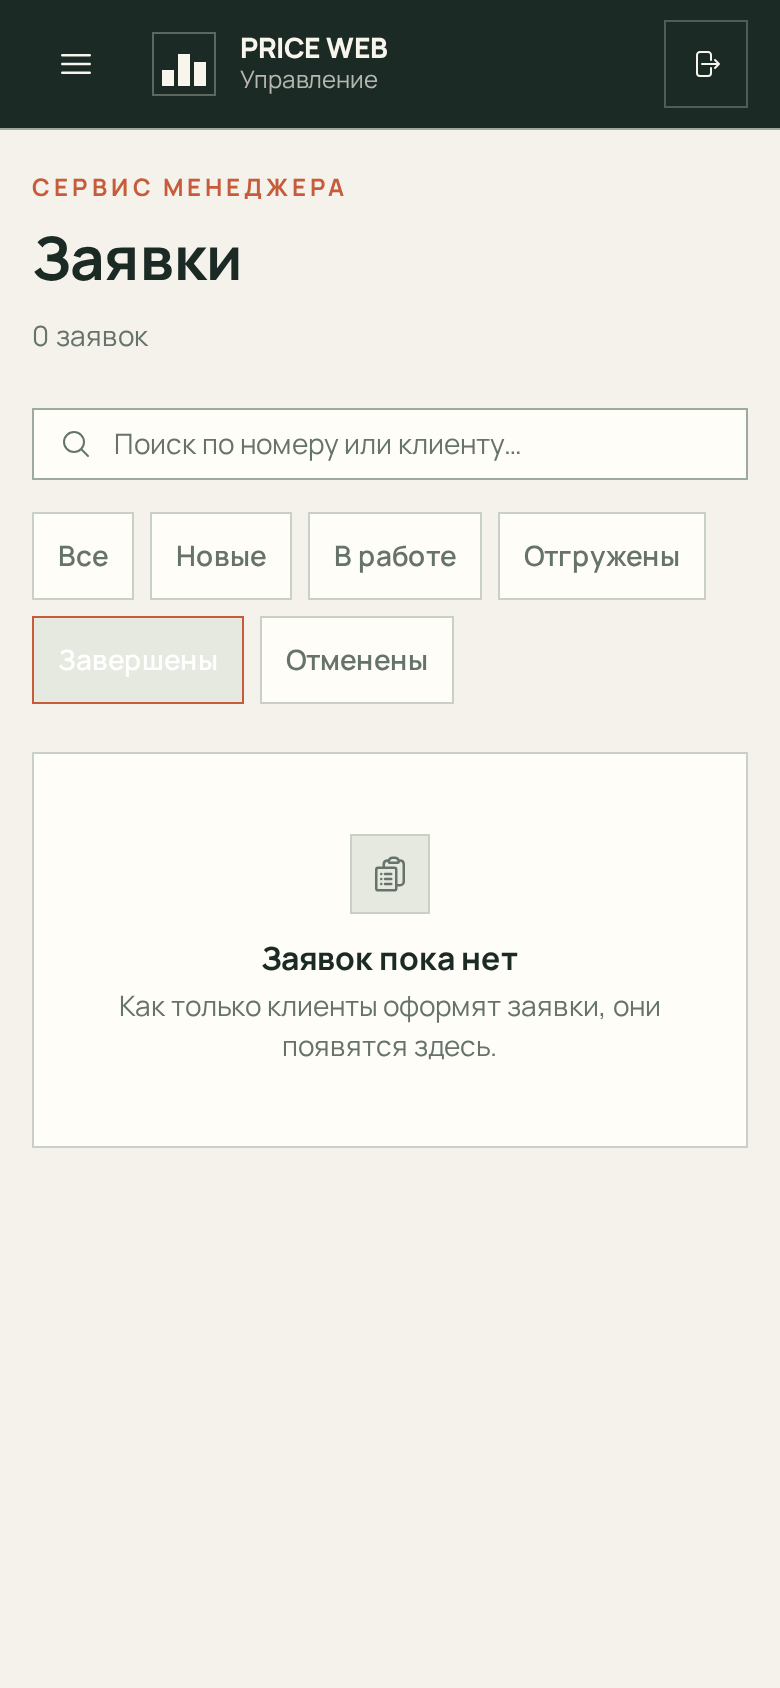 PRICE WEB
Управление
СЕРВИС МЕНЕДЖЕРА
Заявки
0 заявок
Поиск по номеру или клиенту...
Все
Новые
В работе
Отгружены
Завершены
Отменены
Заявок пока нет
Как только клиенты оформят заявки, они
появятся здесь.